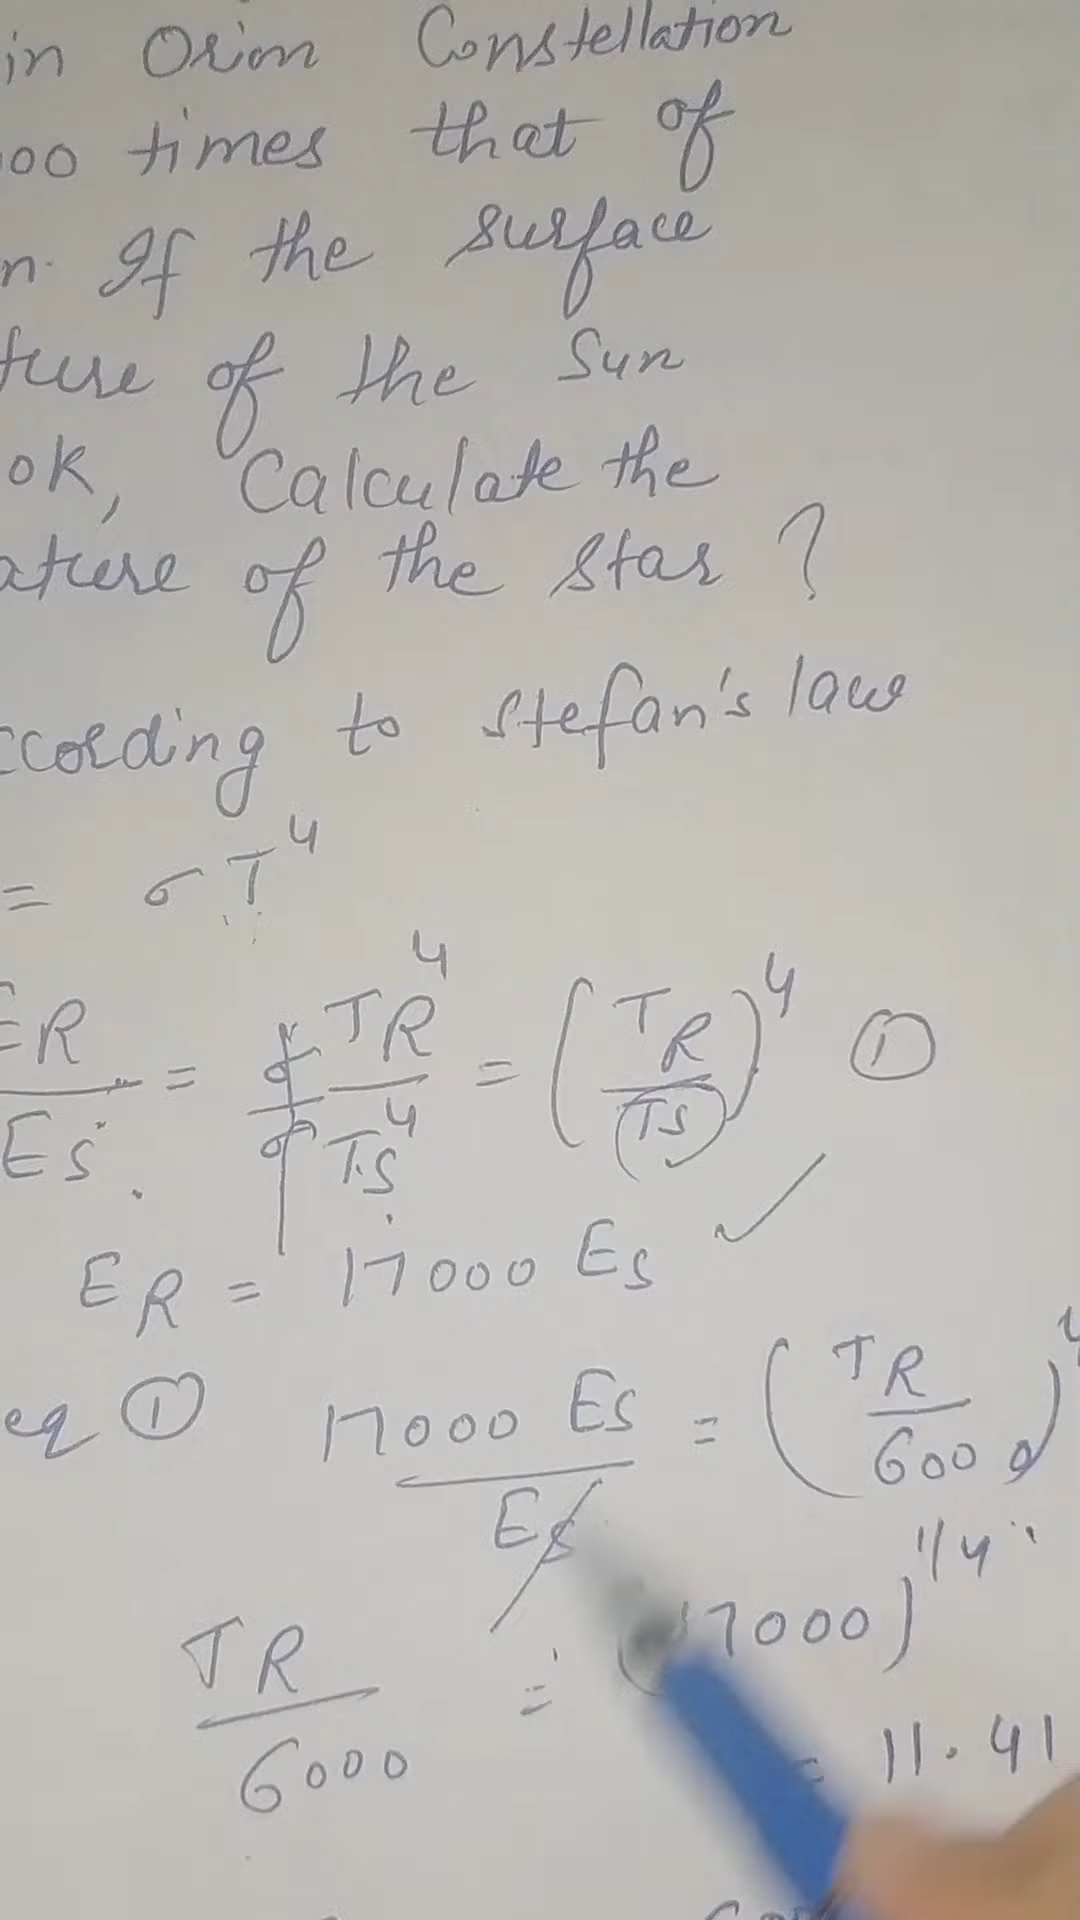 in Orion Constellation
00 times that of
n. If the surface
ture of the Sun
0K, Calculate the
ature of the star ?
ccording to Stefan's law
= σT⁴
ER/Es = σTR⁴/σTs⁴ = (TR/Ts)⁴ ①
ER = 17000 Es ✓
eq ① 17000 Es/Es = (TR/6000)⁴
TR/6000 = (17000)^1/4
= 11.41